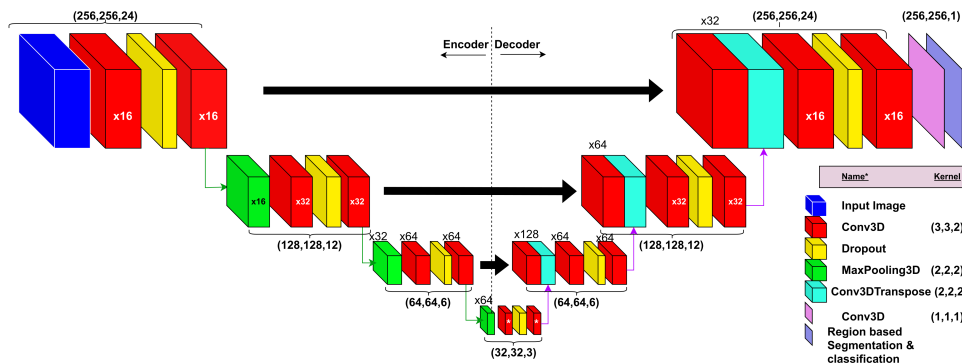 (256,256,24)
x16
x16
Encoder
Decoder
x32
(256,256,24)
(256,256,1)
x16
x16
x16
x32
x32
(128,128,12)
x64
x32
x32
(128,128,12)
x32
x64
x64
(64,64,6)
x128
x64
x64
(64,64,6)
x64
*
*
(32,32,3)
Name* Kernel
Input Image
Conv3D (3,3,2)
Dropout
MaxPooling3D (2,2,2)
Conv3DTranspose (2,2,2
Conv3D (1,1,1)
Region based
Segmentation &
classification